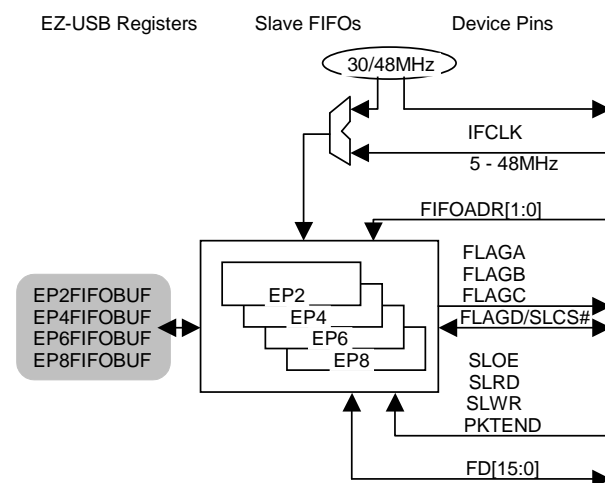 EZ-USB Registers Slave FIFOs Device Pins
30/48MHz
IFCLK
5 - 48MHz
FIFOADR[1:0]
FLAGA
FLAGB
FLAGC
FLAGD/SLCS#
EP2FIFOBUF
EP4FIFOBUF
EP6FIFOBUF
EP8FIFOBUF
EP2
EP4
EP6
EP8
SLOE
SLRD
SLWR
PKTEND
FD[15:0]